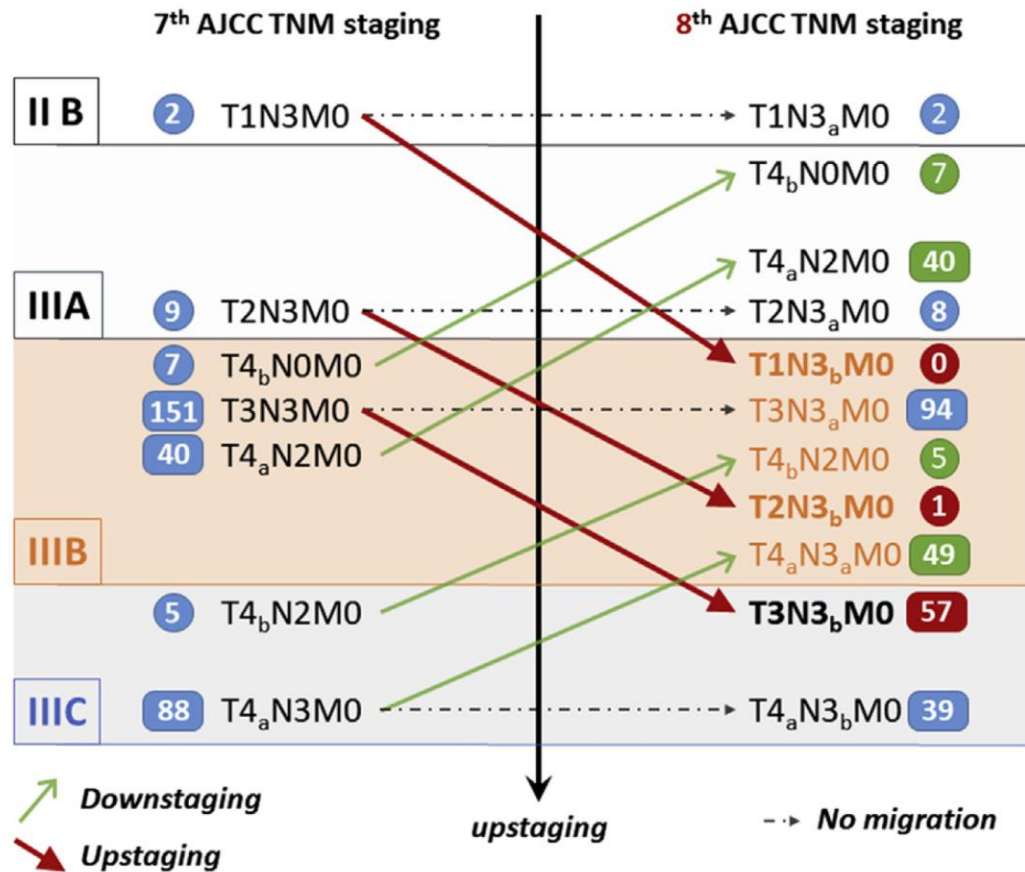 7th AJCC TNM staging 8th AJCC TNM staging
II B 2 T1N3M0 T1N3aM0 2
T4bN0M0 7
T4aN2M0 40
IIIA 9 T2N3M0 T2N3aM0 8
7 T4bN0M0 T1N3bM0 0
151 T3N3M0 T3N3aM0 94
40 T4aN2M0 T4bN2M0 5
T2N3bM0 1
IIIB T4aN3aM0 49
5 T4bN2M0 T3N3bM0 57
IIIC 88 T4aN3M0 T4aN3bM0 39
Downstaging
upstaging No migration
Upstaging